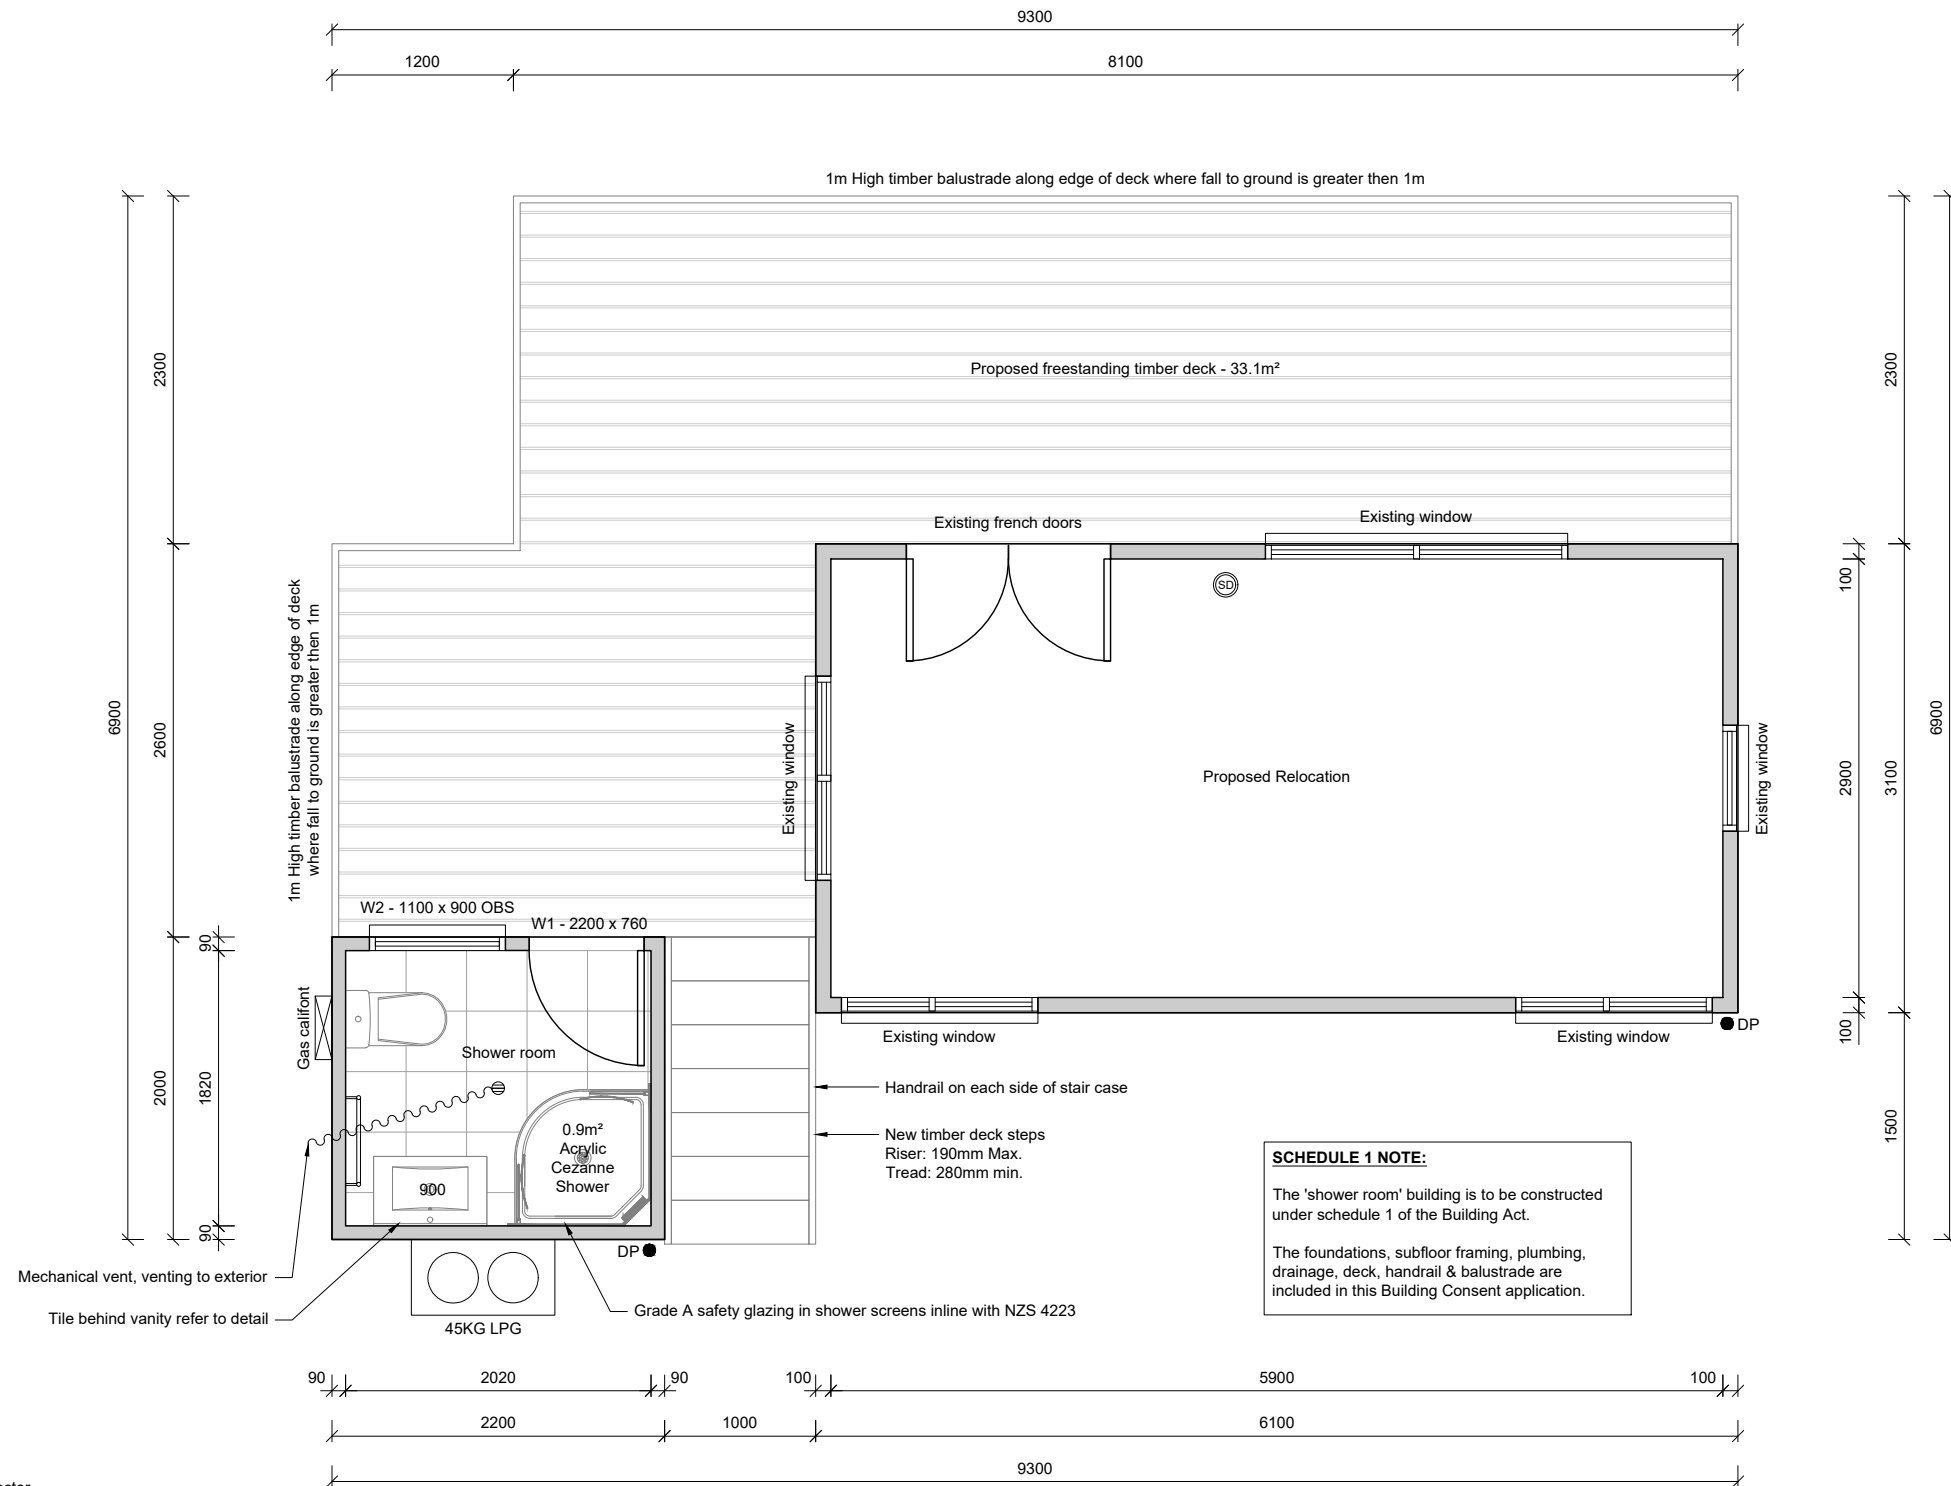 9300
1200
8100
1m High timber balustrade along edge of deck where fall to ground is greater then 1m
2300
2300
Proposed freestanding timber deck - 33.1m²
Existing french doors
Existing window
SD
100
1m High timber balustrade along edge of deck
where fall to ground is greater then 1m
6900
2600
Existing window
Proposed Relocation
Existing window
2900
3100
6900
W2 - 1100 x 900 OBS
W1 - 2200 x 760
90
Gas califont
Shower room
Existing window
Existing window
DP
100
2000
1820
Handrail on each side of stair case
New timber deck steps
Riser: 190mm Max.
Tread: 280mm min.
0.9m²
Acrylic
Cezanne
Shower
900
1500
SCHEDULE 1 NOTE:
The 'shower room' building is to be constructed
under schedule 1 of the Building Act.
The foundations, subfloor framing, plumbing,
drainage, deck, handrail & balustrade are
included in this Building Consent application.
90
DP
Mechanical vent, venting to exterior
Tile behind vanity refer to detail
45KG LPG
Grade A safety glazing in shower screens inline with NZS 4223
90
2020
90
100
5900
100
2200
1000
6100
9300